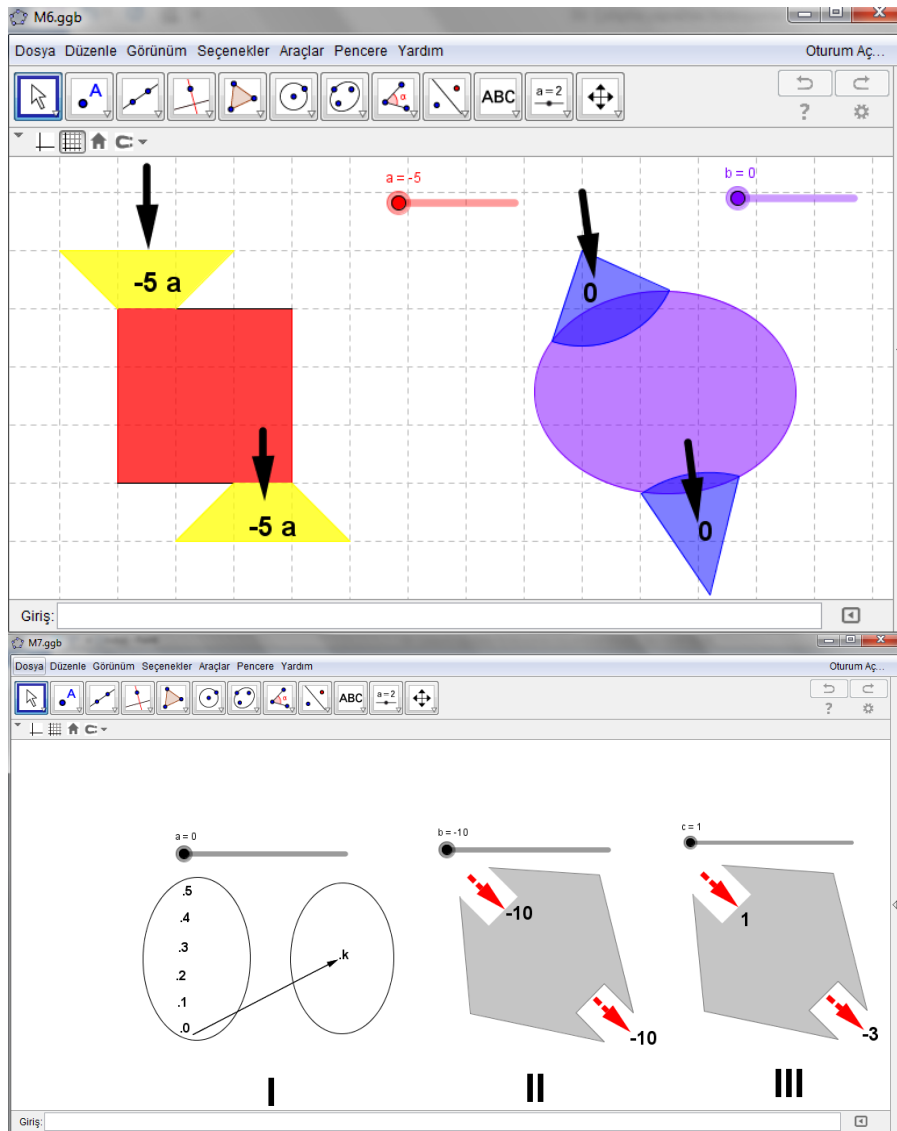 M6.ggb
Dosya Düzenle Görünüm Seçenekler Araçlar Pencere Yardım Oturum Aç...
A α ABC a = 2
?
a = -5
b = 0
-5 a
0
-5 a
0
Giriş:
M7.ggb
Dosya Düzenle Görünüm Seçenekler Araçlar Pencere Yardım Oturum Aç...
A α ABC a = 2
?
a = 0
b = -10
c = 1
.5
.4
.3
.2
.1
.0
.k
-10
-10
1
-3
I
II
III
Giriş: